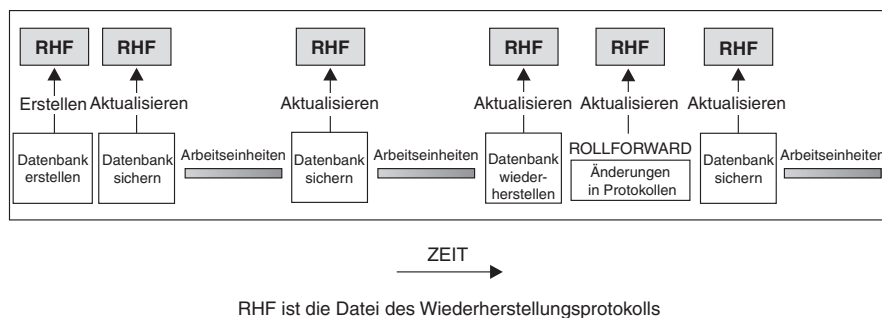 RHF RHF RHF RHF RHF RHF
Erstellen Aktualisieren Aktualisieren Aktualisieren Aktualisieren Aktualisieren
Datenbank
erstellen
Datenbank
sichern
Arbeitseinheiten
Datenbank
sichern
Arbeitseinheiten
Datenbank
wieder-
herstellen
ROLLFORWARD
Änderungen
in Protokollen
Datenbank
sichern
Arbeitseinheiten
ZEIT
RHF ist die Datei des Wiederherstellungsprotokolls